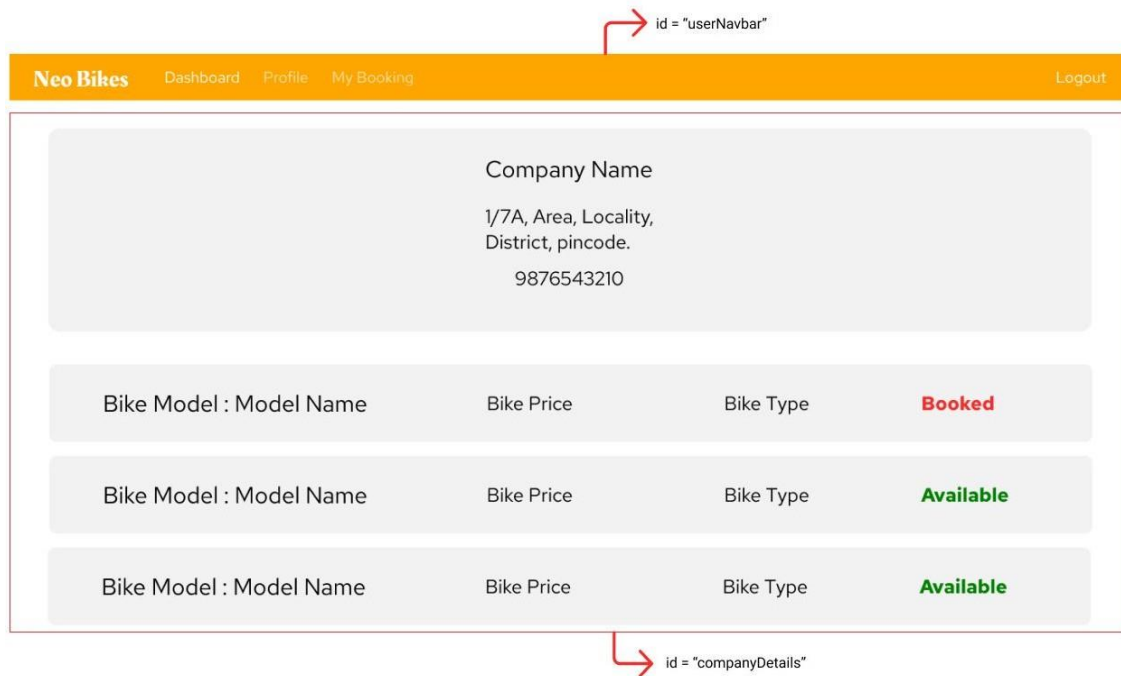 id = “userNavbar”
Neo Bikes Dashboard Profile My Booking Logout
Company Name
1/7A, Area, Locality,
District, pincode.
9876543210
Bike Model : Model Name Bike Price Bike Type Booked
Bike Model : Model Name Bike Price Bike Type Available
Bike Model : Model Name Bike Price Bike Type Available
id = “companyDetails”